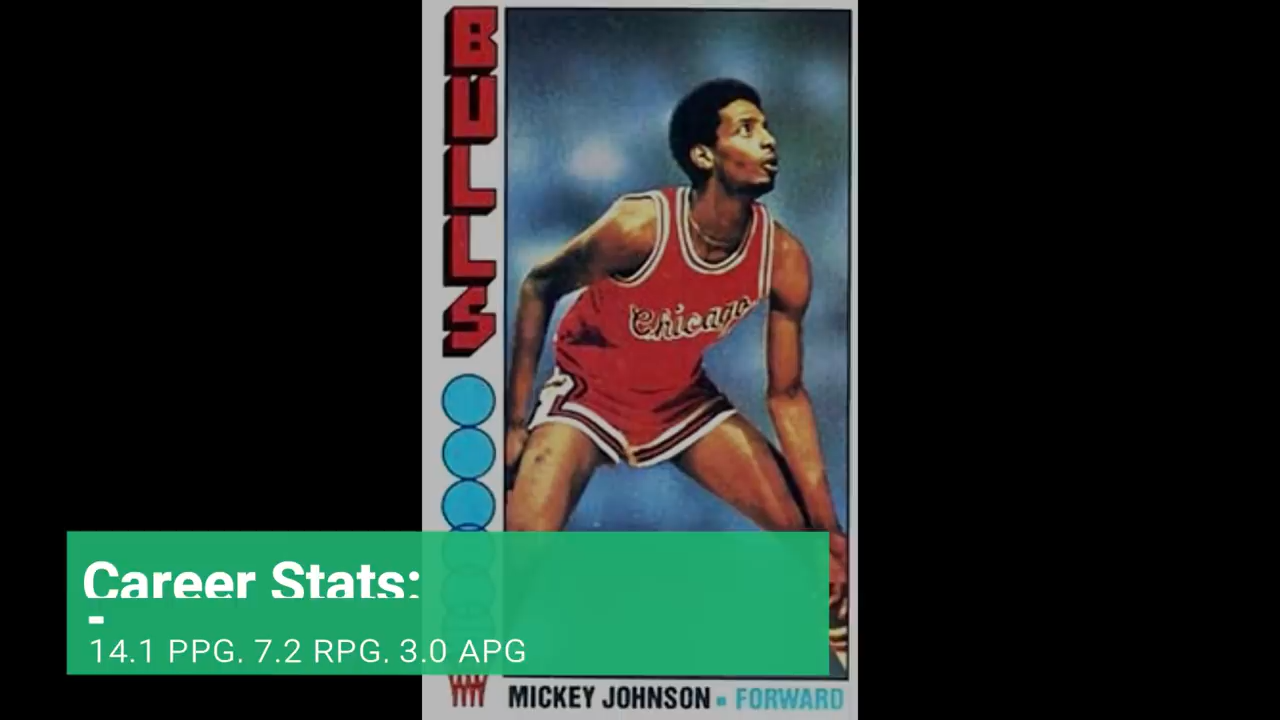 BULLS
Chicago
Career Stats:
-
14.1 PPG. 7.2 RPG. 3.0 APG
MICKEY JOHNSON - FORWARD